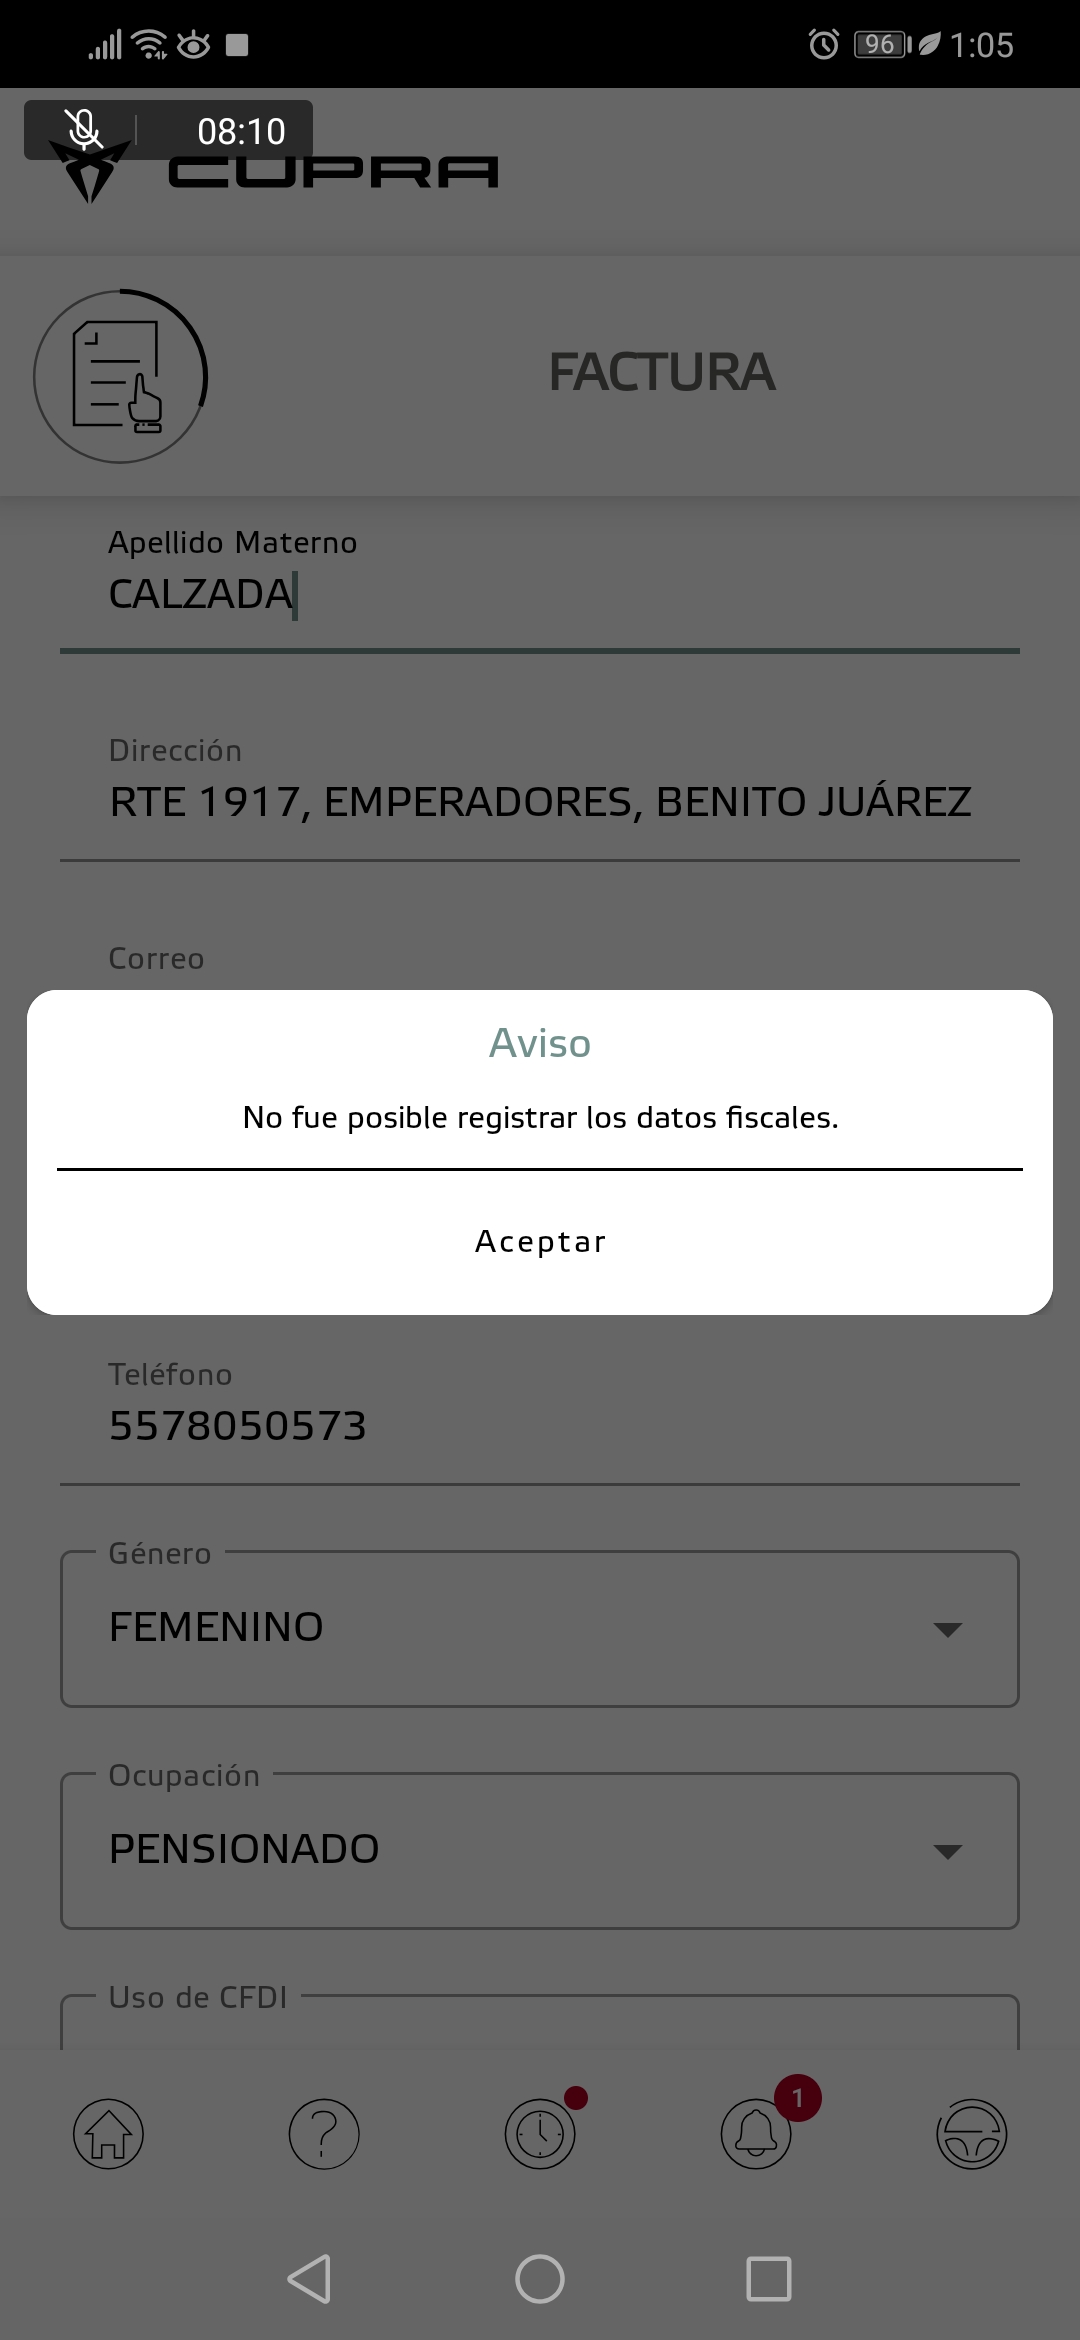 96 1:05
08:10
CUPRA
FACTURA
Apellido Materno
CALZADA
Dirección
RTE 1917, EMPERADORES, BENITO JUÁREZ
Correo
Aviso
No fue posible registrar los datos fiscales.
Aceptar
Teléfono
5578050573
Género
FEMENINO
Ocupación
PENSIONADO
Uso de CFDI
1